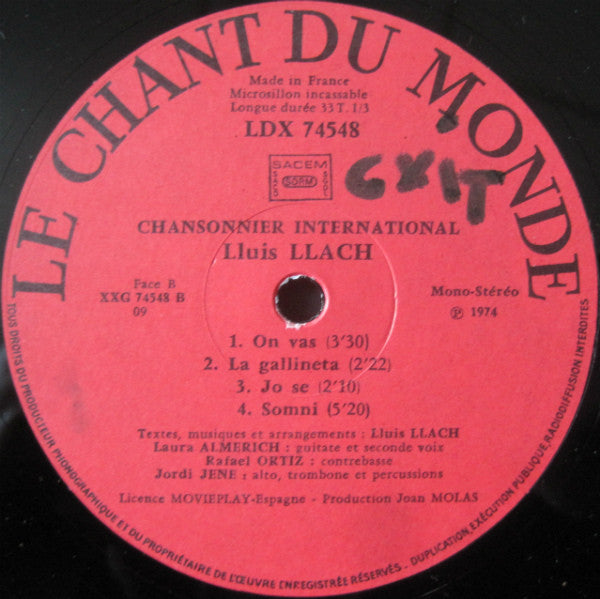 LE CHANT DU MONDE
Made in France
Microsillon incassable
Longue durée 33 T. 1/3
LDX 74548
SACEM
SORM
CHANSONNIER INTERNATIONAL
Lluis LLACH
Face B
XXG 74548 B
09
Mono-Stéréo
℗ 1974
1. On vas (3'30)
2. La gallineta (2'22)
3. Jo se (2'10)
4. Somni (5'20)
Textes, musiques et arrangements : Lluis LLACH
Laura ALMERICH : guitate et seconde voix
Rafael ORTIZ : contrebasse
Jordi JENE : alto, trombone et percussions
Licence MOVIEPLAY-Espagne - Production Joan MOLAS
TOUS DROITS DU PRODUCTEUR PHONOGRAPHIQUE ET DU PROPRIÉTAIRE DE L'ŒUVRE ENREGISTRÉE RÉSERVÉS - DUPLICATION, EXÉCUTION PUBLIQUE, RADIODIFFUSION INTERDITES